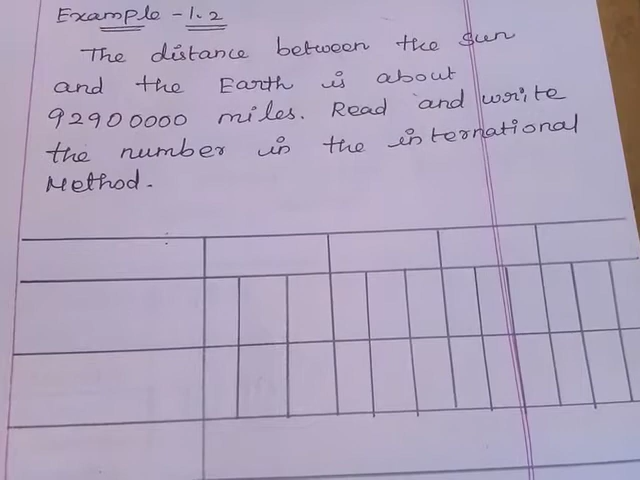 Example - 1.2
The distance between the Sun
and the Earth is about
92900000 miles. Read and write
the number in the international
Method.